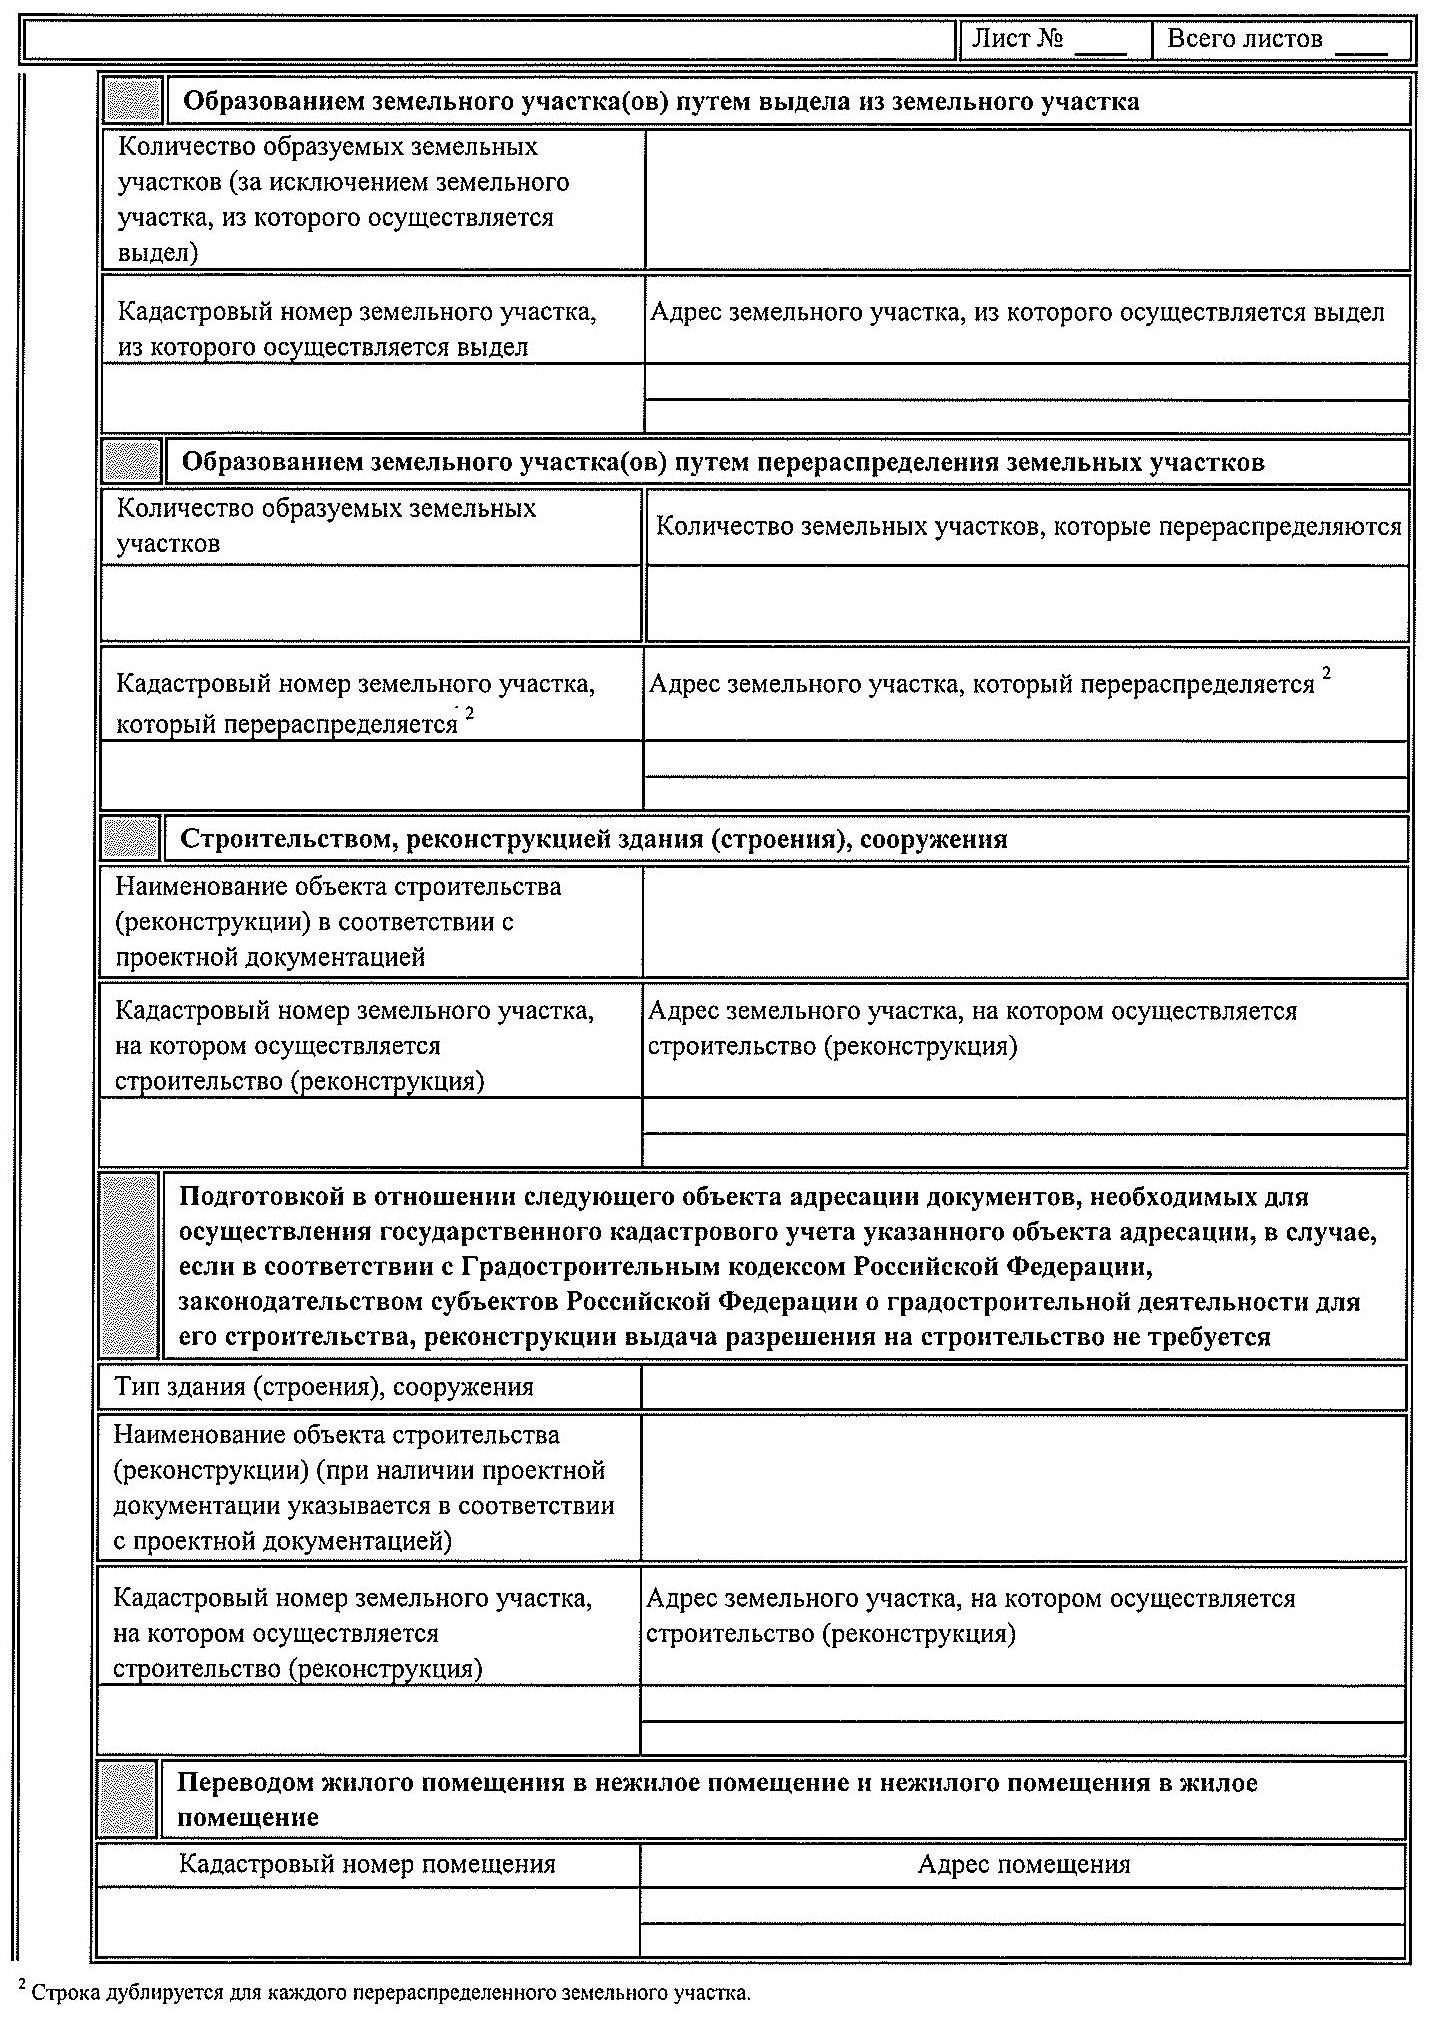 Лист № ____ Всего листов ____
Образованием земельного участка(ов) путем выдела из земельного участка
Количество образуемых земельных
участков (за исключением земельного
участка, из которого осуществляется
выдел)
Кадастровый номер земельного участка,
из которого осуществляется выдел
Адрес земельного участка, из которого осуществляется выдел
Образованием земельного участка(ов) путем перераспределения земельных участков
Количество образуемых земельных
участков
Количество земельных участков, которые перераспределяются
Кадастровый номер земельного участка,
который перераспределяется ²
Адрес земельного участка, который перераспределяется ²
Строительством, реконструкцией здания (строения), сооружения
Наименование объекта строительства
(реконструкции) в соответствии с
проектной документацией
Кадастровый номер земельного участка,
на котором осуществляется
строительство (реконструкция)
Адрес земельного участка, на котором осуществляется
строительство (реконструкция)
Подготовкой в отношении следующего объекта адресации документов, необходимых для
осуществления государственного кадастрового учета указанного объекта адресации, в случае,
если в соответствии с Градостроительным кодексом Российской Федерации,
законодательством субъектов Российской Федерации о градостроительной деятельности для
его строительства, реконструкции выдача разрешения на строительство не требуется
Тип здания (строения), сооружения
Наименование объекта строительства
(реконструкции) (при наличии проектной
документации указывается в соответствии
с проектной документацией)
Кадастровый номер земельного участка,
на котором осуществляется
строительство (реконструкция)
Адрес земельного участка, на котором осуществляется
строительство (реконструкция)
Переводом жилого помещения в нежилое помещение и нежилого помещения в жилое
помещение
Кадастровый номер помещения
Адрес помещения
² Строка дублируется для каждого перераспределенного земельного участка.